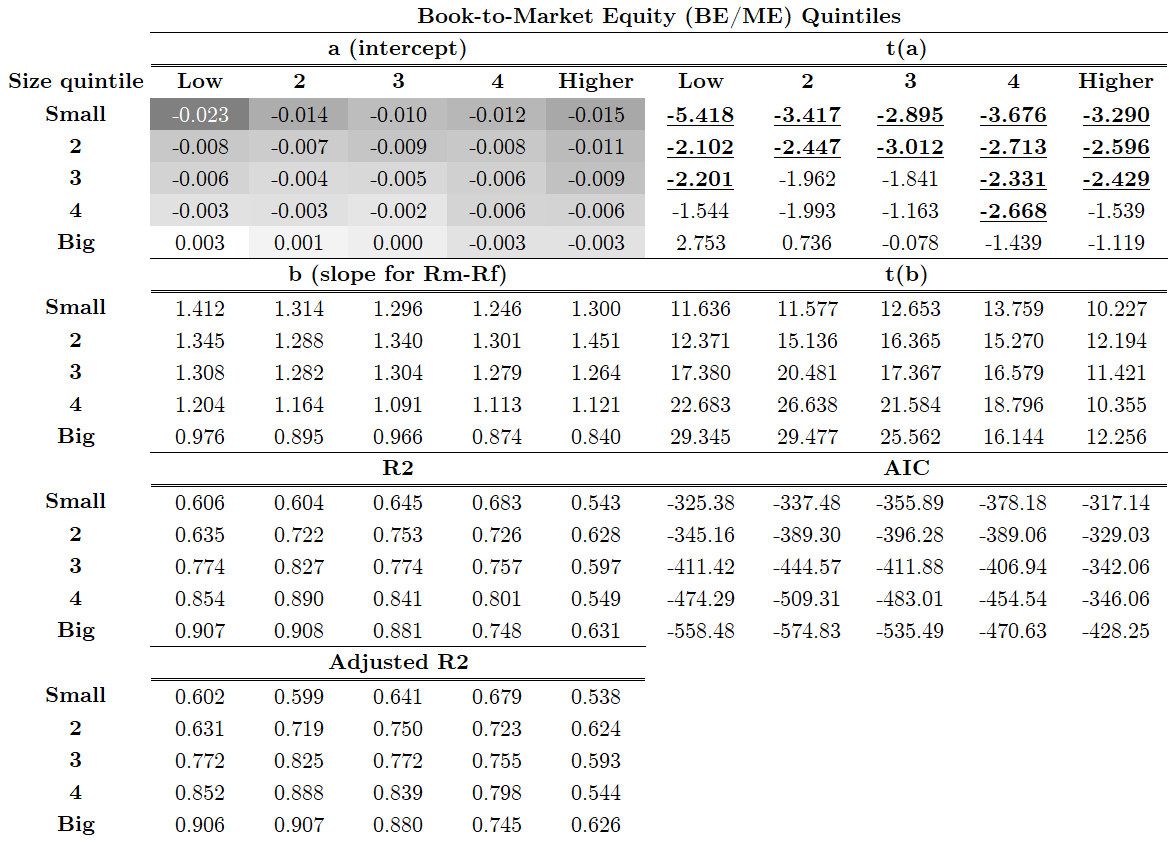 Book-to-Market Equity (BE/ME) Quintiles
a (intercept) t(a)
Size quintile Low 2 3 4 Higher Low 2 3 4 Higher
Small -0.023 -0.014 -0.010 -0.012 -0.015 -5.418 -3.417 -2.895 -3.676 -3.290
2 -0.008 -0.007 -0.009 -0.008 -0.011 -2.102 -2.447 -3.012 -2.713 -2.596
3 -0.006 -0.004 -0.005 -0.006 -0.009 -2.201 -1.962 -1.841 -2.331 -2.429
4 -0.003 -0.003 -0.002 -0.006 -0.006 -1.544 -1.993 -1.163 -2.668 -1.539
Big 0.003 0.001 0.000 -0.003 -0.003 2.753 0.736 -0.078 -1.439 -1.119
b (slope for Rm-Rf) t(b)
Small 1.412 1.314 1.296 1.246 1.300 11.636 11.577 12.653 13.759 10.227
2 1.345 1.288 1.340 1.301 1.451 12.371 15.136 16.365 15.270 12.194
3 1.308 1.282 1.304 1.279 1.264 17.380 20.481 17.367 16.579 11.421
4 1.204 1.164 1.091 1.113 1.121 22.683 26.638 21.584 18.796 10.355
Big 0.976 0.895 0.966 0.874 0.840 29.345 29.477 25.562 16.144 12.256
R2 AIC
Small 0.606 0.604 0.645 0.683 0.543 -325.38 -337.48 -355.89 -378.18 -317.14
2 0.635 0.722 0.753 0.726 0.628 -345.16 -389.30 -396.28 -389.06 -329.03
3 0.774 0.827 0.774 0.757 0.597 -411.42 -444.57 -411.88 -406.94 -342.06
4 0.854 0.890 0.841 0.801 0.549 -474.29 -509.31 -483.01 -454.54 -346.06
Big 0.907 0.908 0.881 0.748 0.631 -558.48 -574.83 -535.49 -470.63 -428.25
Adjusted R2
Small 0.602 0.599 0.641 0.679 0.538
2 0.631 0.719 0.750 0.723 0.624
3 0.772 0.825 0.772 0.755 0.593
4 0.852 0.888 0.839 0.798 0.544
Big 0.906 0.907 0.880 0.745 0.626